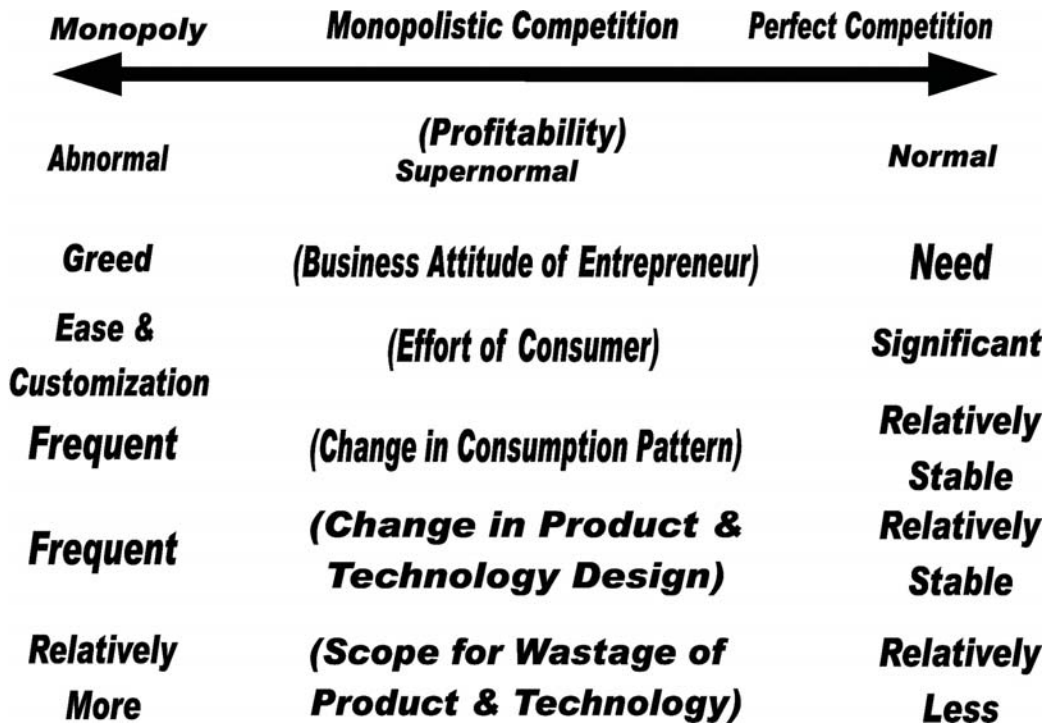 Monopoly Monopolistic Competition Perfect Competition
(Profitability)
Abnormal Supernormal Normal
Greed (Business Attitude of Entrepreneur) Need
Ease &
Customization (Effort of Consumer) Significant
Frequent (Change in Consumption Pattern) Relatively
Stable
Frequent (Change in Product &
Technology Design) Relatively
Stable
Relatively
More (Scope for Wastage of
Product & Technology) Relatively
Less